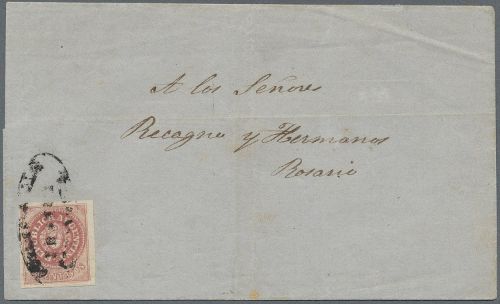 A los Señores
Recagno y Hermanos
Rosario